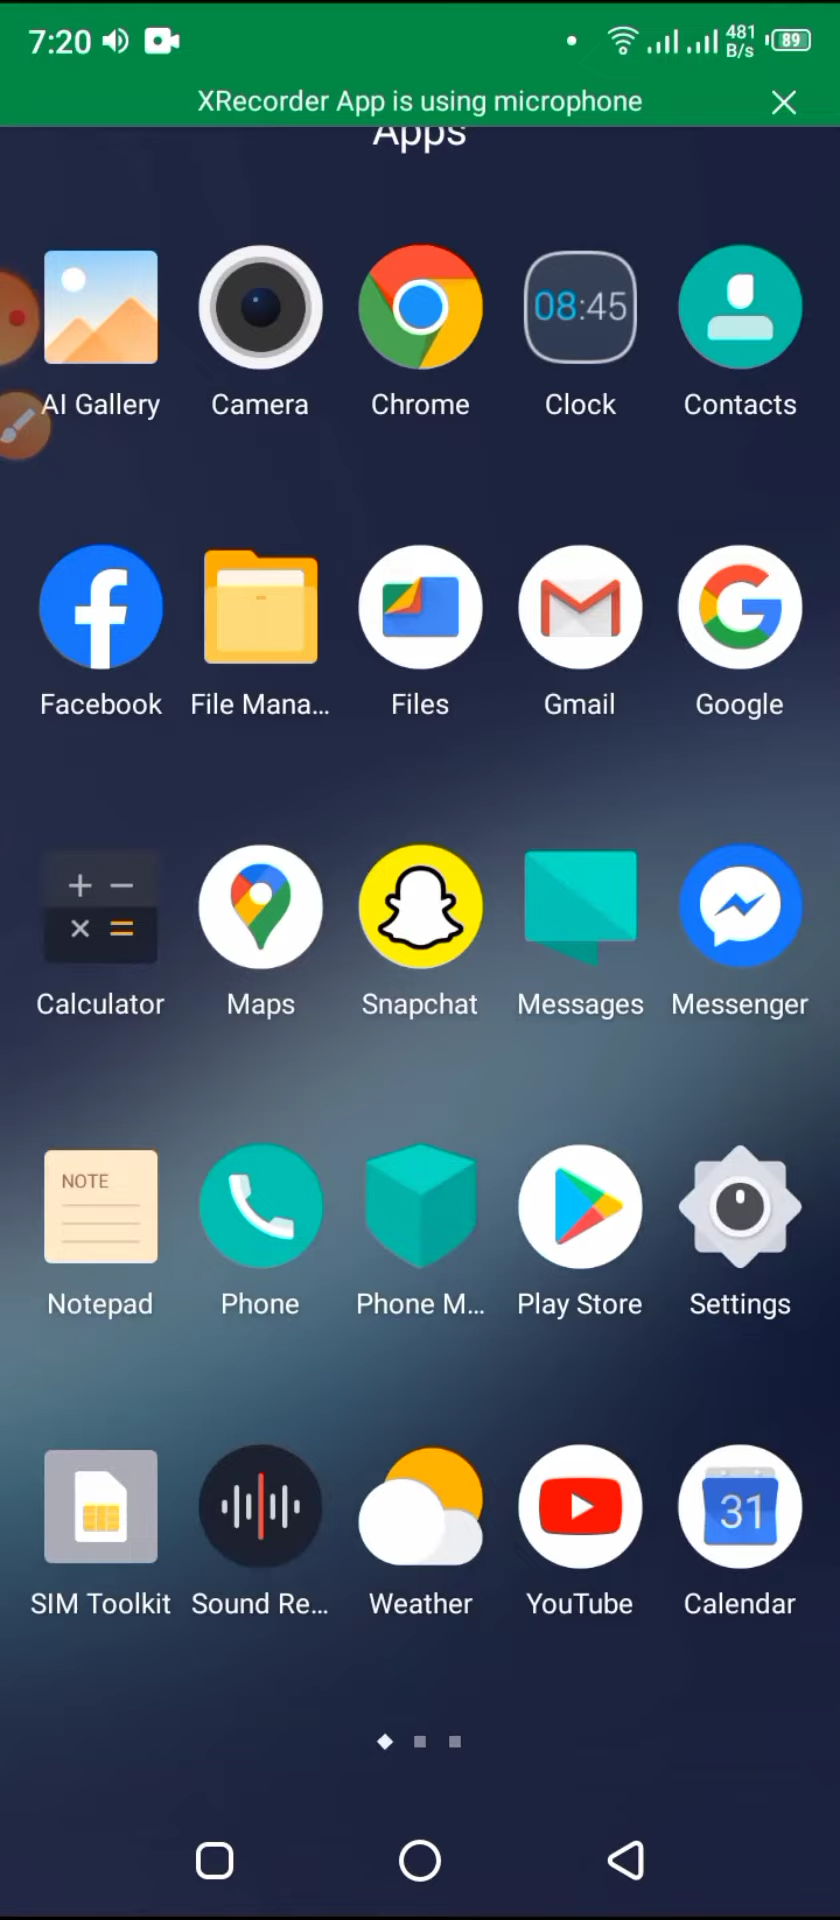 7:20 481 B/s 89
XRecorder App is using microphone
Apps
08:45
AI Gallery Camera Chrome Clock Contacts
Facebook File Mana... Files Gmail Google
Calculator Maps Snapchat Messages Messenger
NOTE
Notepad Phone Phone M... Play Store Settings
31
SIM Toolkit Sound Re... Weather YouTube Calendar